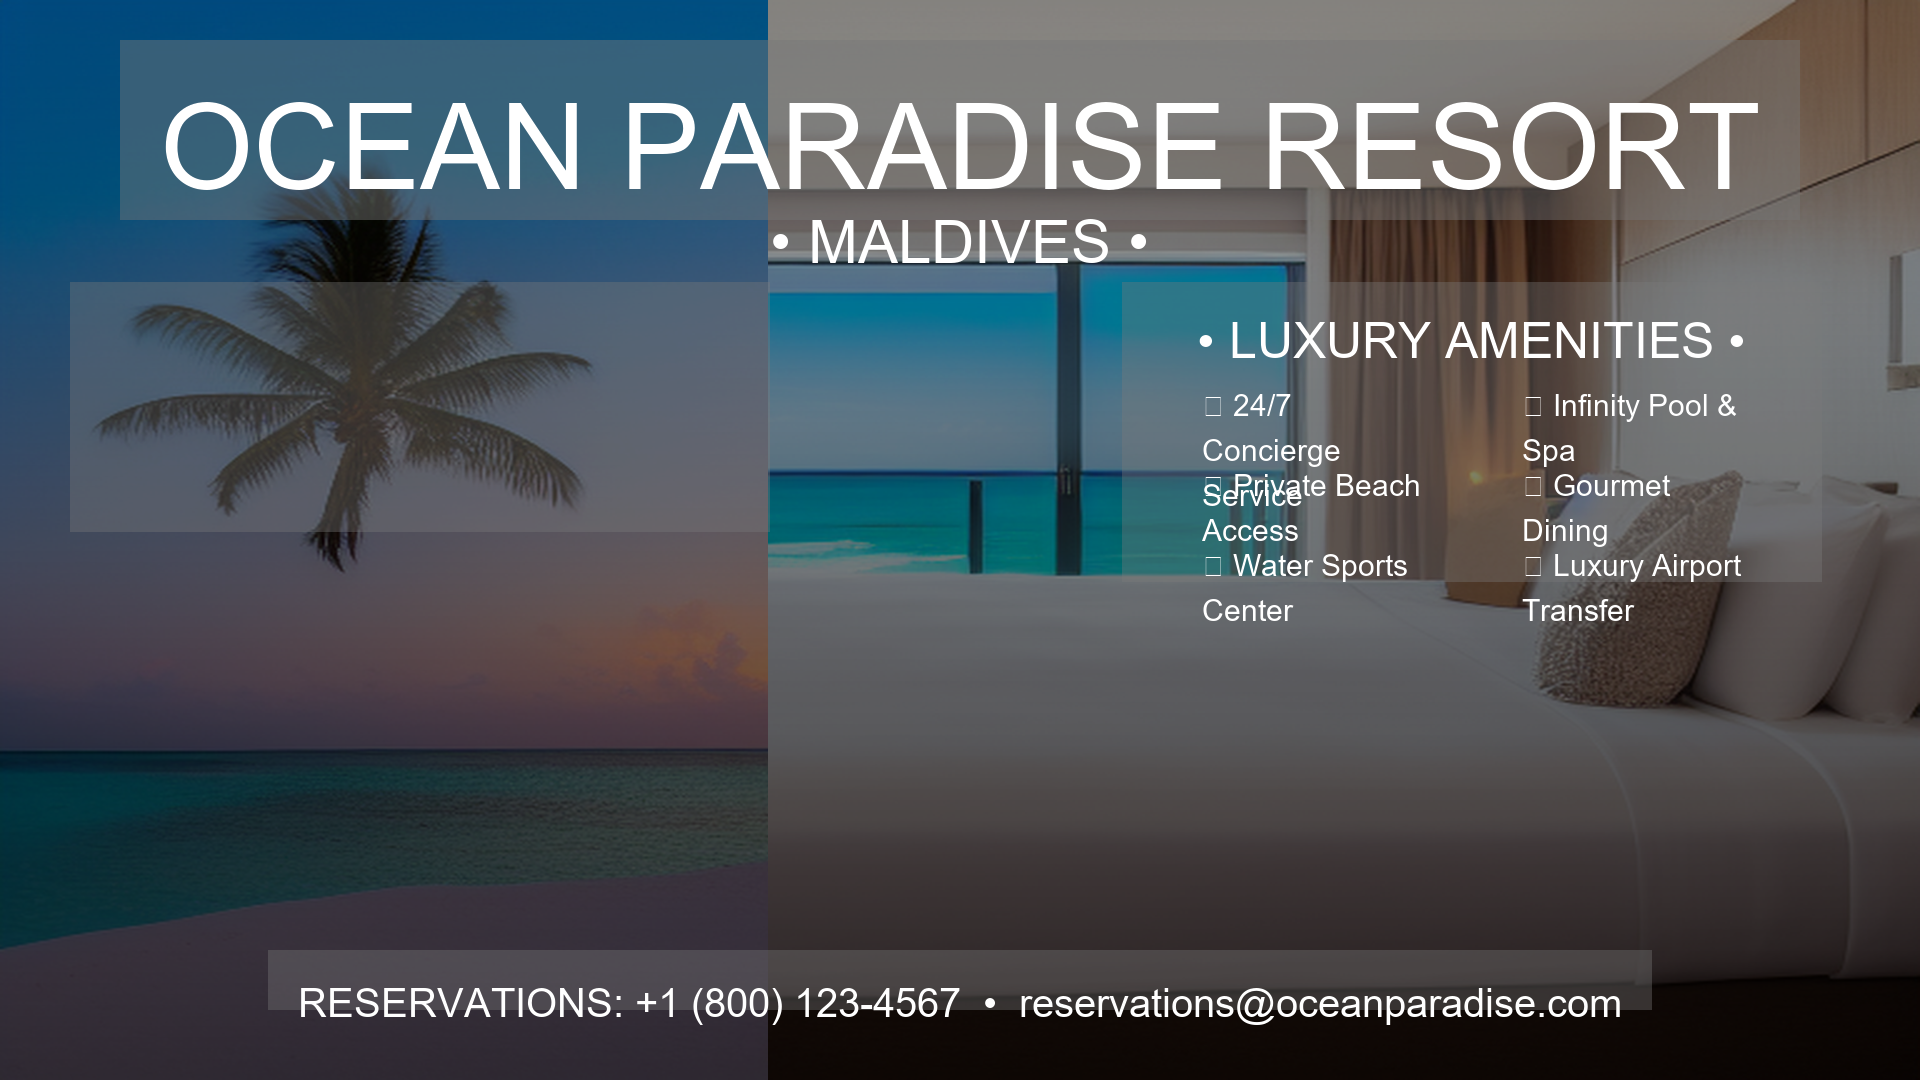 OCEAN PARADISE RESORT
• MALDIVES •
• LUXURY AMENITIES •
□ 24/7
Concierge
Service
□ Private Beach
Access
□ Water Sports
Center
□ Infinity Pool &
Spa
□ Gourmet
Dining
□ Luxury Airport
Transfer
RESERVATIONS: +1 (800) 123-4567 • reservations@oceanparadise.com